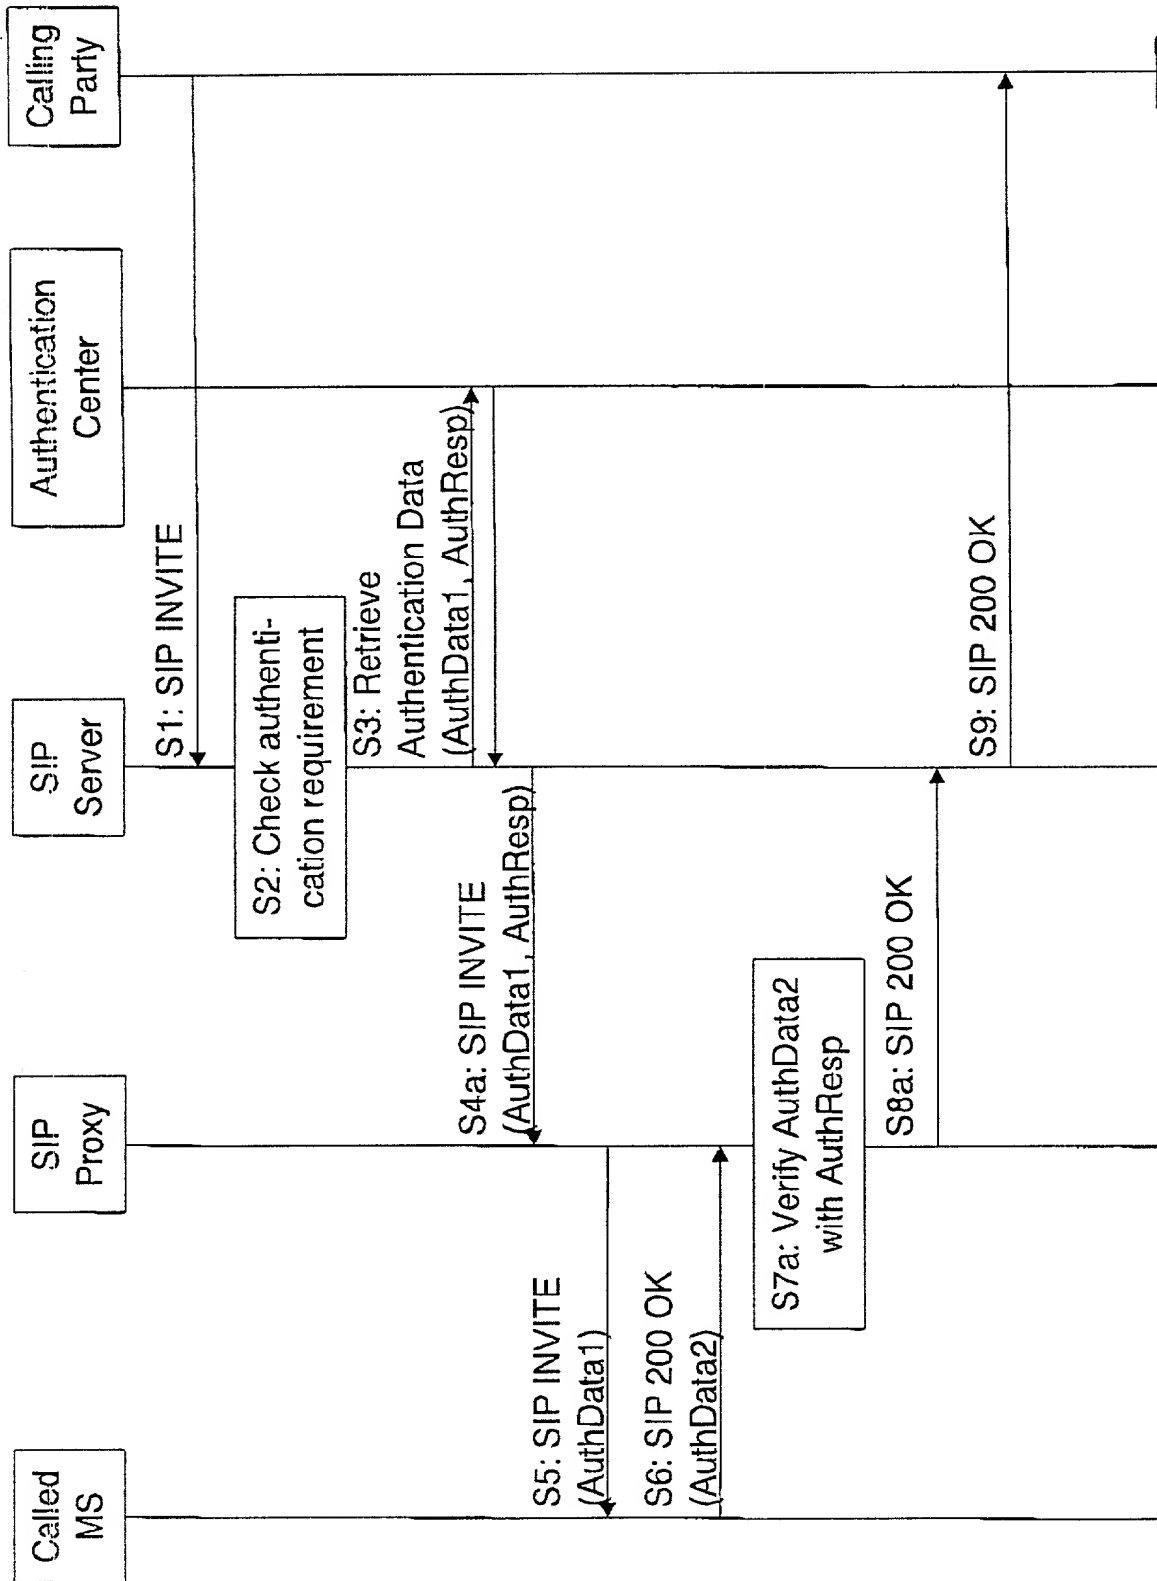 Called
MS
SIP
Proxy
SIP
Server
Authentication
Center
Calling
Party
S1: SIP INVITE
S2: Check authenti-
cation requirement
S3: Retrieve
Authentication Data
(AuthData1, AuthResp)
S4a: SIP INVITE
(AuthData1, AuthResp)
S5: SIP INVITE
(AuthData1)
S6: SIP 200 OK
(AuthData2)
S7a: Verify AuthData2
with AuthResp
S8a: SIP 200 OK
S9: SIP 200 OK